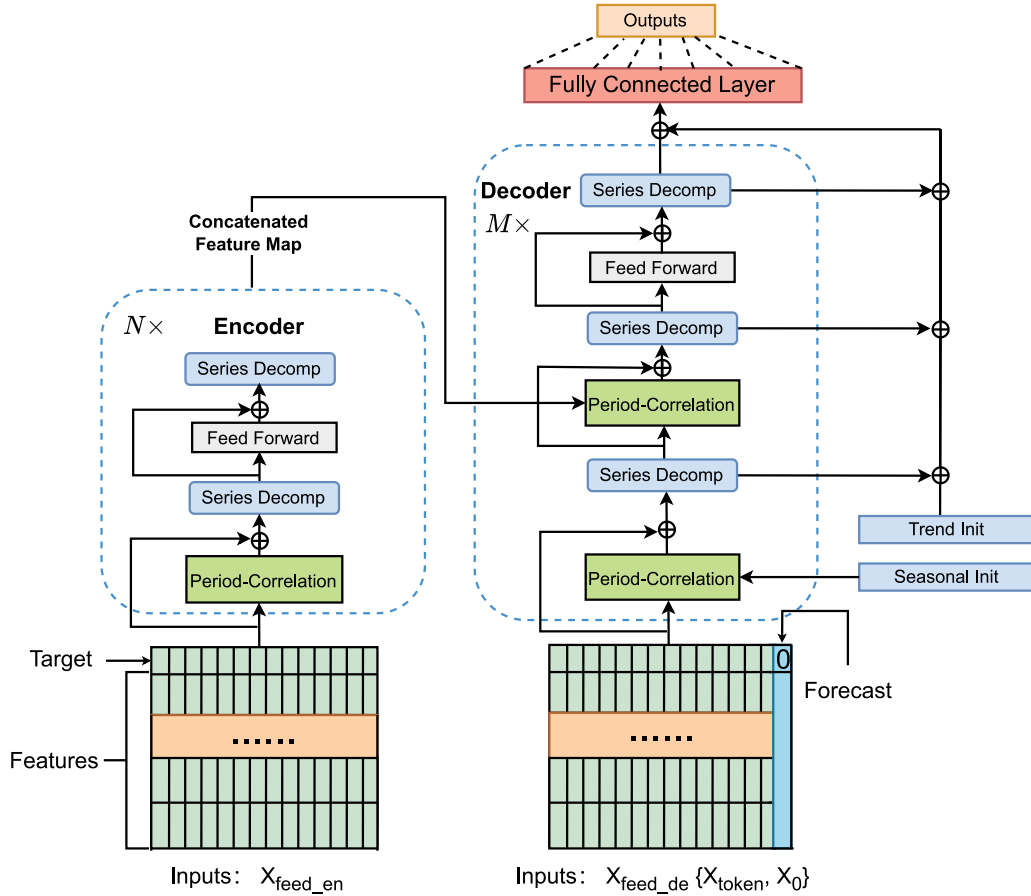 Outputs
Fully Connected Layer
Decoder
M×
Series Decomp
Feed Forward
Series Decomp
Period-Correlation
Series Decomp
Period-Correlation
Concatenated
Feature Map
N×
Encoder
Series Decomp
Feed Forward
Series Decomp
Period-Correlation
Trend Init
Seasonal Init
Target
Features
......
......
0
Forecast
Inputs: X_feed_en
Inputs: X_feed_de {X_token, X_0}